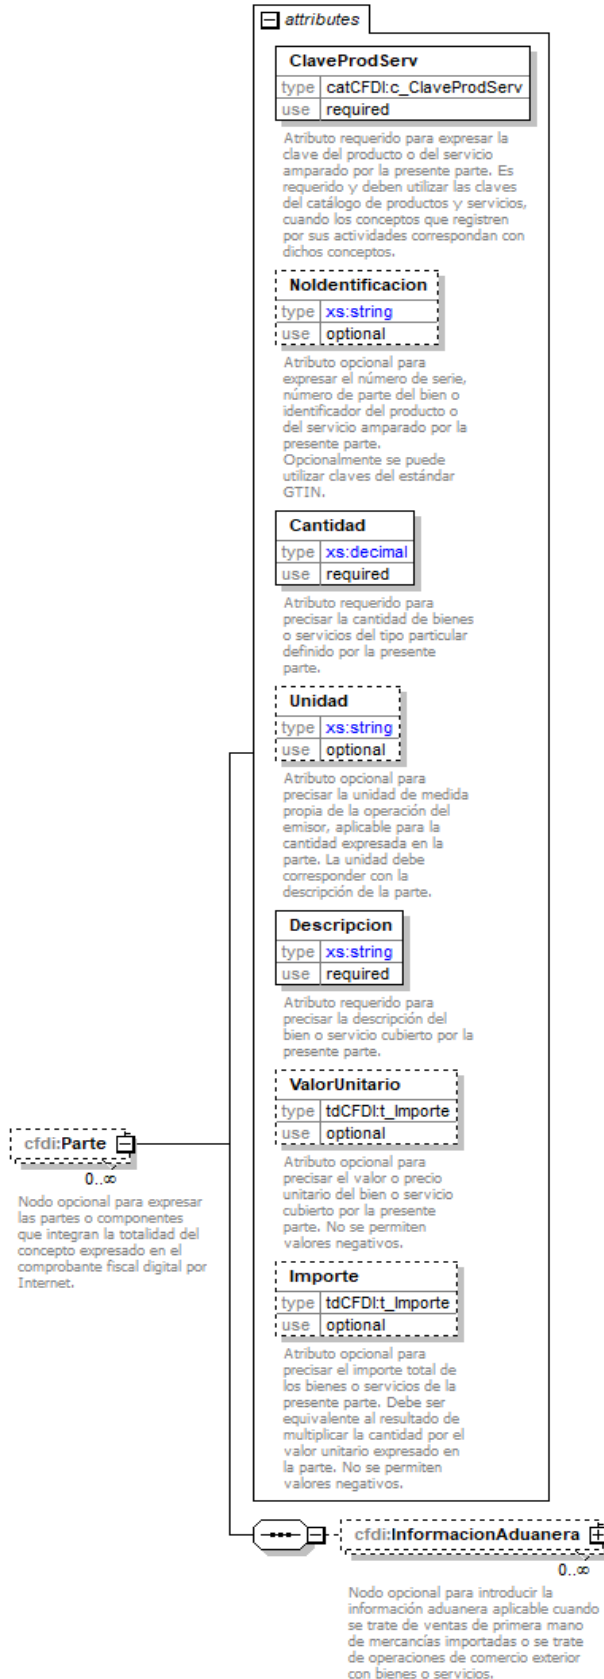 attributes
ClaveProdServ
type catCFDI:c_ClaveProdServ
use required
Atributo requerido para expresar la
clave del producto o del servicio
amparado por la presente parte. Es
requerido y deben utilizar las claves
del catálogo de productos y servicios,
cuando los conceptos que registren
por sus actividades correspondan con
dichos conceptos.
NoIdentificacion
type xs:string
use optional
Atributo opcional para
expresar el número de serie,
número de parte del bien o
identificador del producto o
del servicio amparado por la
presente parte.
Opcionalmente se puede
utilizar claves del estándar
GTIN.
Cantidad
type xs:decimal
use required
Atributo requerido para
precisar la cantidad de bienes
o servicios del tipo particular
definido por la presente
parte.
Unidad
type xs:string
use optional
Atributo opcional para
precisar la unidad de medida
propia de la operación del
emisor, aplicable para la
cantidad expresada en la
parte. La unidad debe
corresponder con la
descripción de la parte.
Descripcion
type xs:string
use required
Atributo requerido para
precisar la descripción del
bien o servicio cubierto por la
presente parte.
ValorUnitario
type tdCFDI:t_Importe
use optional
Atributo opcional para
precisar el valor o precio
unitario del bien o servicio
cubierto por la presente
parte. No se permiten
valores negativos.
Importe
type tdCFDI:t_Importe
use optional
Atributo opcional para
precisar el importe total de
los bienes o servicios de la
presente parte. Debe ser
equivalente al resultado de
multiplicar la cantidad por el
valor unitario expresado en
la parte. No se permiten
valores negativos.
cfdi:Parte
0..∞
Nodo opcional para expresar
las partes o componentes
que integran la totalidad del
concepto expresado en el
comprobante fiscal digital por
Internet.
cfdi:InformacionAduanera
0..∞
Nodo opcional para introducir la
información aduanera aplicable cuando
se trate de ventas de primera mano
de mercancías importadas o se trate
de operaciones de comercio exterior
con bienes o servicios.